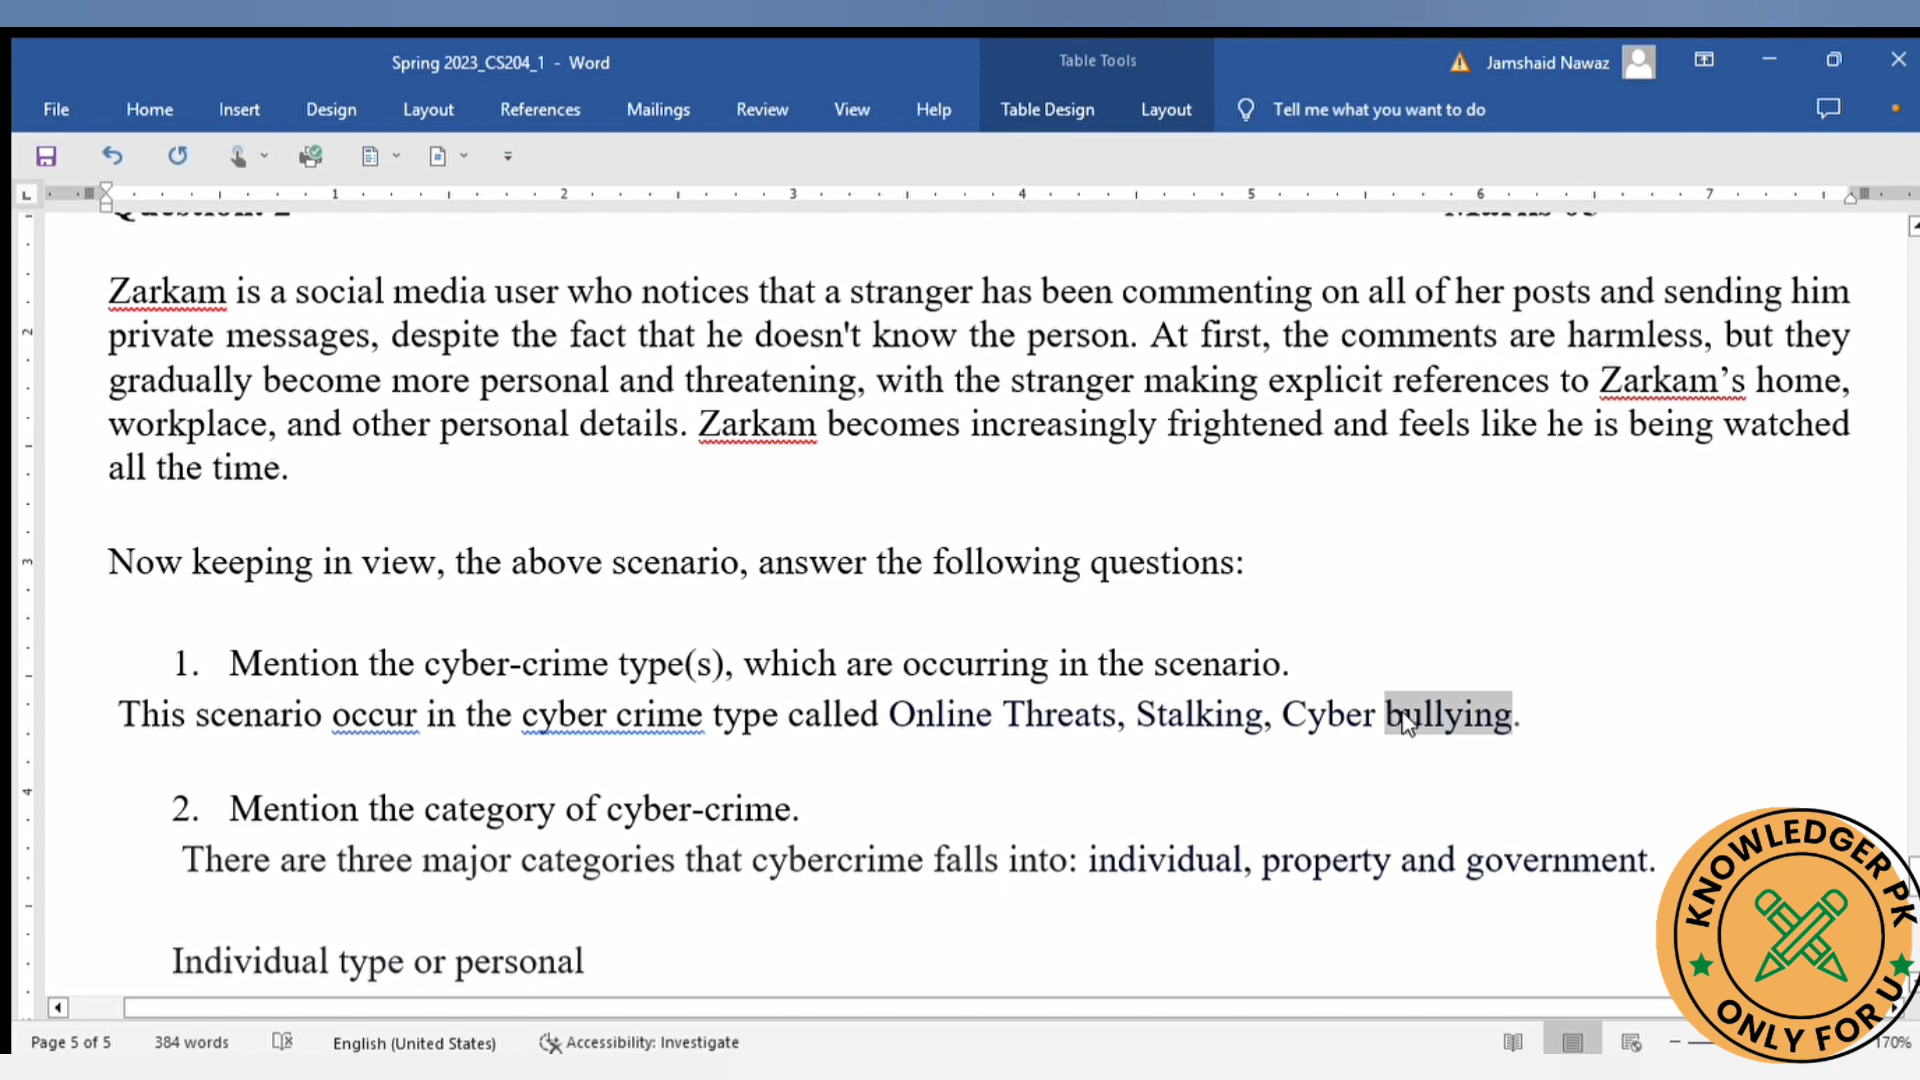 Spring 2023_CS204_1 - Word
Table Tools
Jamshaid Nawaz
File Home Insert Design Layout References Mailings Review View Help Table Design Layout Tell me what you want to do
1 2 3 4 5 6 7
Zarkam is a social media user who notices that a stranger has been commenting on all of her posts and sending him
private messages, despite the fact that he doesn't know the person. At first, the comments are harmless, but they
gradually become more personal and threatening, with the stranger making explicit references to Zarkam’s home,
workplace, and other personal details. Zarkam becomes increasingly frightened and feels like he is being watched
all the time.
Now keeping in view, the above scenario, answer the following questions:
1. Mention the cyber-crime type(s), which are occurring in the scenario.
This scenario occur in the cyber crime type called Online Threats, Stalking, Cyber bullying.
2. Mention the category of cyber-crime.
There are three major categories that cybercrime falls into: individual, property and government.
Individual type or personal
KNOWLEDGER PK
ONLY FOR U
Page 5 of 5 384 words English (United States) Accessibility: Investigate 170%